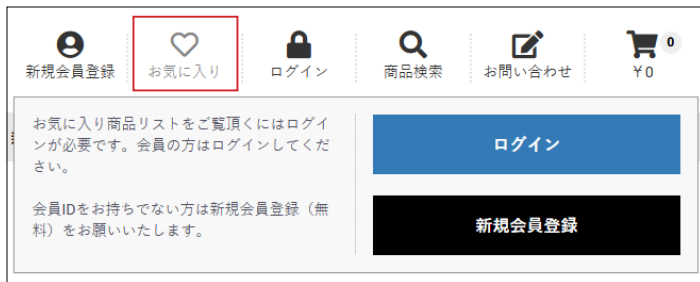 新規会員登録
お気に入り
ログイン
商品検索
お問い合わせ
0
¥0
お気に入り商品リストをご覧頂くにはログイ
ンが必要です。会員の方はログインしてくだ
さい。
会員IDをお持ちでない方は新規会員登録（無
料）をお願いいたします。
ログイン
新規会員登録